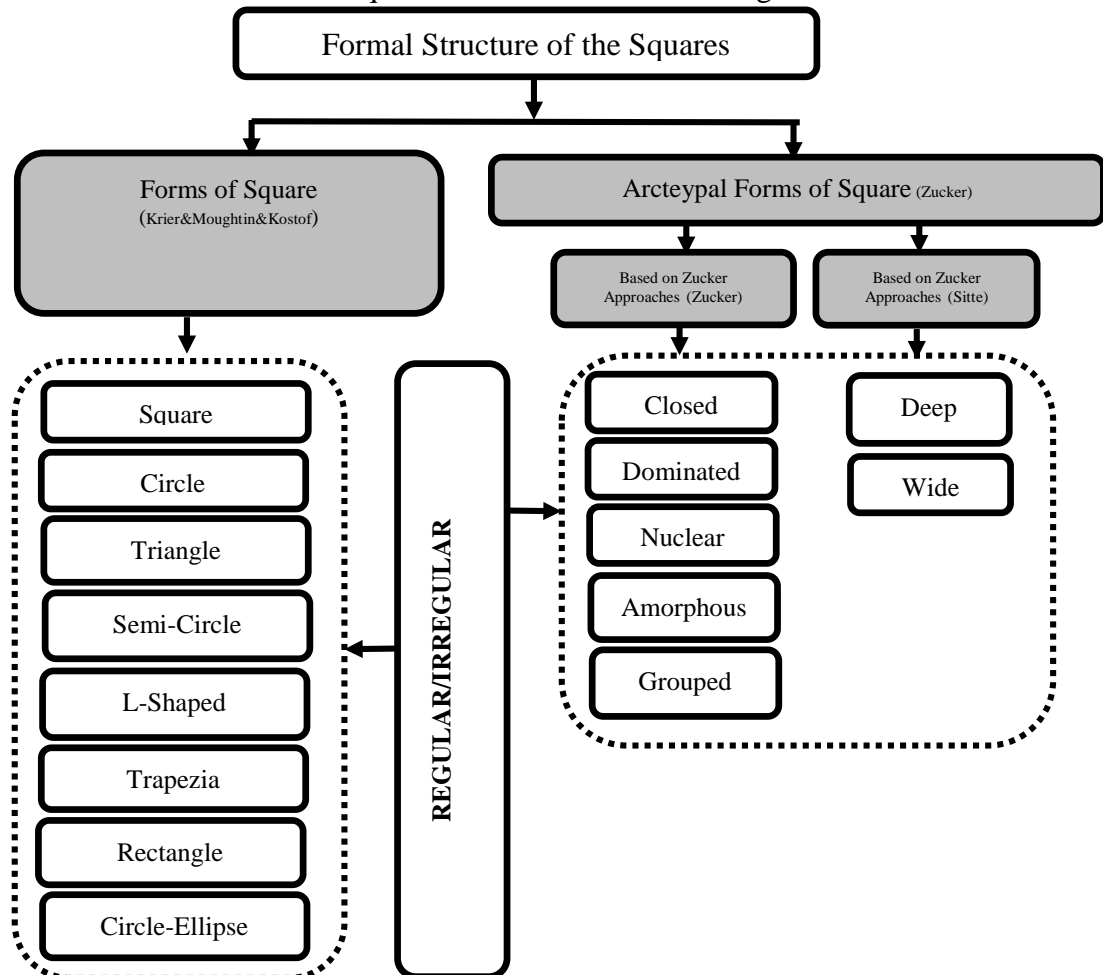 Formal Structure of the Squares
Forms of Square
(Krier&Moughtin&Kostof)
Arcteypal Forms of Square (Zucker)
Based on Zucker
Approaches (Zucker)
Based on Zucker
Approaches (Sitte)
Square
Circle
Triangle
Semi-Circle
L-Shaped
Trapezia
Rectangle
Circle-Ellipse
REGULAR/IRREGULAR
Closed
Dominated
Nuclear
Amorphous
Grouped
Deep
Wide